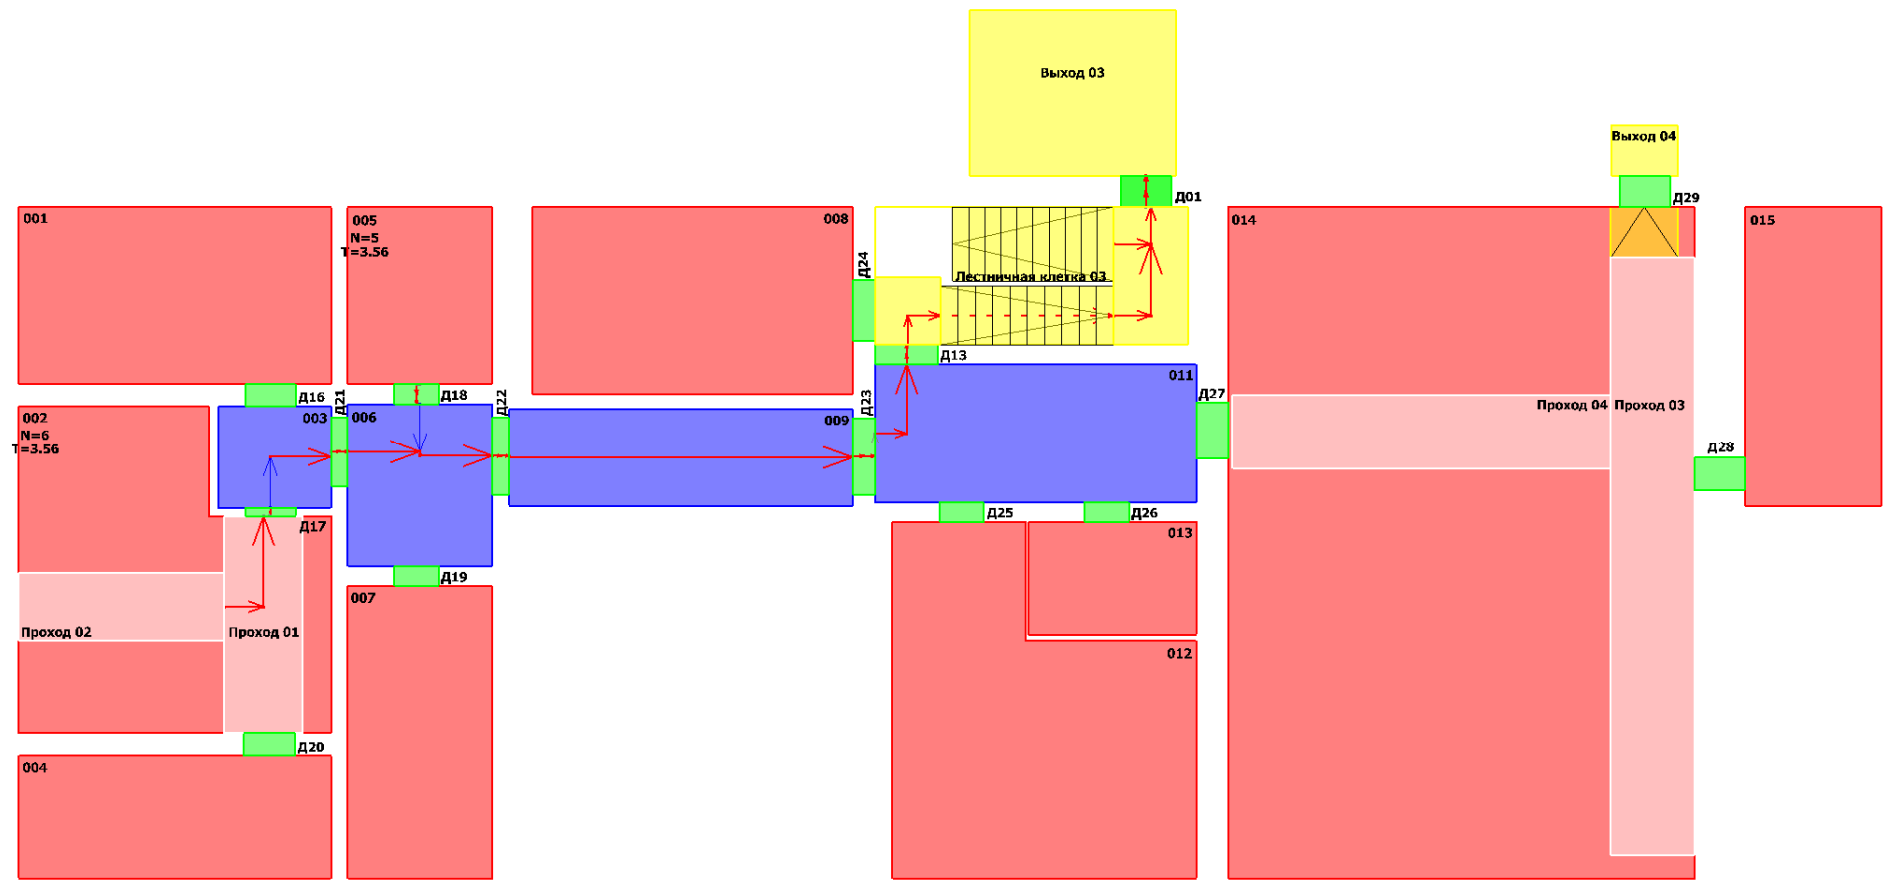 Выход 03
Выход 04
Д01
Д29
001
005
N=5
T=3.56
008
Д24
Лестничная клетка 03
014
015
Д13
011
Д16
Д21
Д18
Д22
Д23
Д27
Проход 04
Проход 03
002
N=6
T=3.56
003
006
009
Д28
Д17
Д25
Д26
013
Д19
007
Проход 02
Проход 01
012
Д20
004